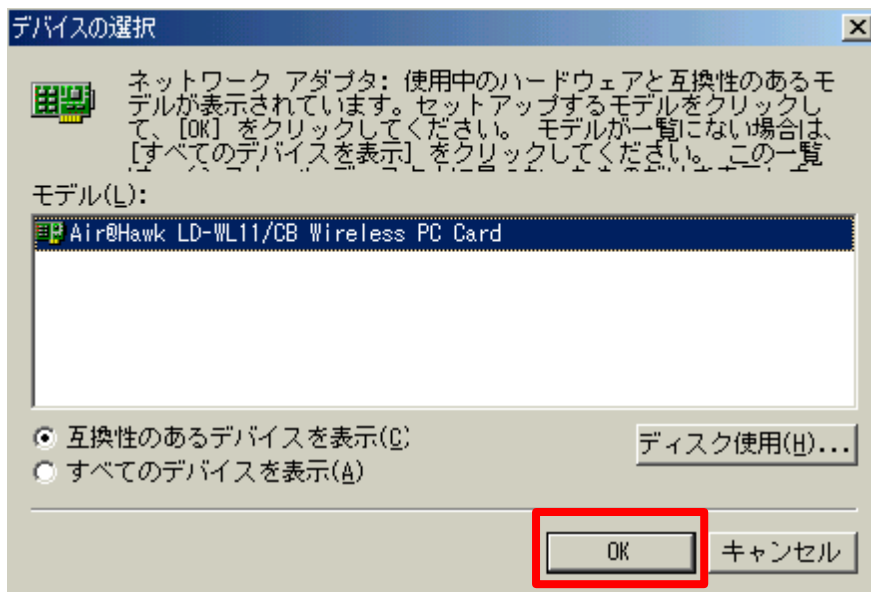 デバイスの選択
ネットワーク アダプタ: 使用中のハードウェアと互換性のあるモ
デルが表示されています。セットアップするモデルをクリックし
て、[OK] をクリックしてください。 モデルが一覧にない場合は、
[すべてのデバイスを表示] をクリックしてください。 この一覧
モデル(L):
Air@Hawk LD-WL11/CB Wireless PC Card
互換性のあるデバイスを表示(C)
ディスク使用(H)...
すべてのデバイスを表示(A)
OK
キャンセル